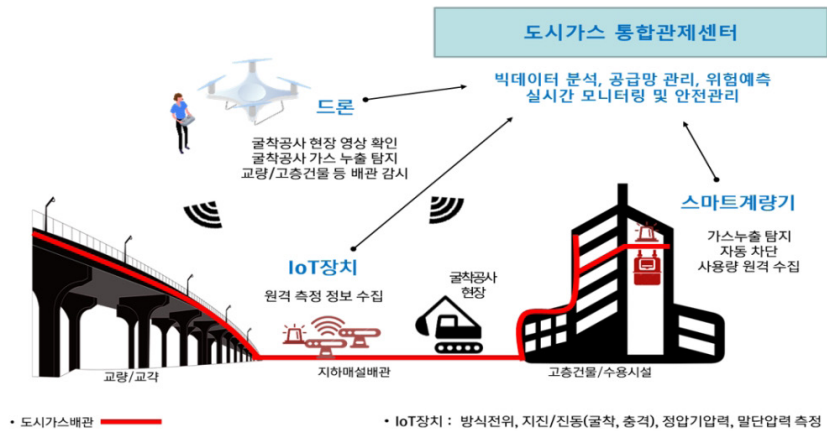 도시가스 통합관제센터
빅데이터 분석, 공급망 관리, 위험예측
실시간 모니터링 및 안전관리
드론
굴착공사 현장 영상 확인
굴착공사 가스 누출 탐지
교량/고층건물 등 배관 감시
스마트계량기
가스누출 탐지
자동 차단
사용량 원격 수집
IoT장치
원격 측정 정보 수집
굴착공사
현장
교량/교각
지하매설배관
고층건물/수용시설
• 도시가스배관
• IoT장치 : 방식전위, 지진/진동(굴착, 충격), 정압기압력, 말단압력 측정